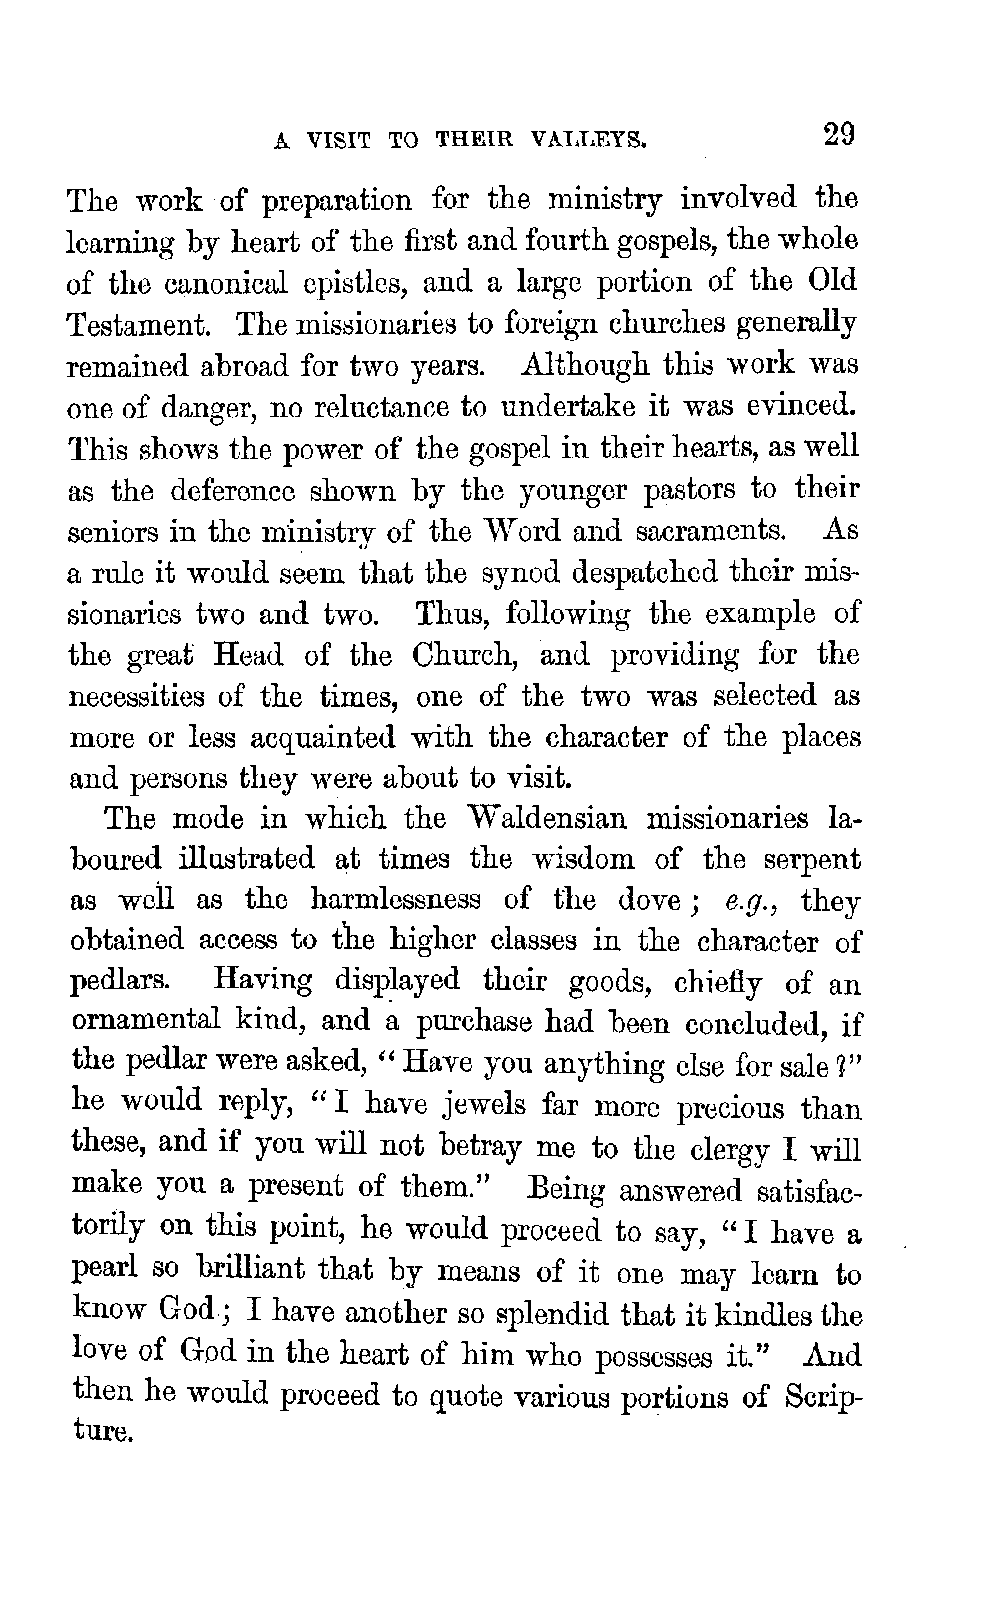 A VISIT TO THEIR VALLEYS. 29
The work of preparation for the ministry involved the
learning by heart of the first and fourth gospels, the whole
of the canonical epistles, and a large portion of the Old
Testament. The missionaries to foreign churches generally
remained abroad for two years. Although this work was
one of danger, no reluctance to undertake it was evinced.
This shows the power of the gospel in their hearts, as well
as the deference shown by the younger pastors to their
seniors in the ministry of the Word and sacraments. As
a rule it would seem that the synod despatched their mis-
sionaries two and two. Thus, following the example of
the great Head of the Church, and providing for the
necessities of the times, one of the two was selected as
more or less acquainted with the character of the places
and persons they were about to visit.
The mode in which the Waldensian missionaries la-
boured illustrated at times the wisdom of the serpent
as well as the harmlessness of the dove; e.g., they
obtained access to the higher classes in the character of
pedlars. Having displayed their goods, chiefly of an
ornamental kind, and a purchase had been concluded, if
the pedlar were asked, "Have you anything else for sale?"
he would reply, "I have jewels far more precious than
these, and if you will not betray me to the clergy I will
make you a present of them." Being answered satisfac-
torily on this point, he would proceed to say, "I have a
pearl so brilliant that by means of it one may learn to
know God; I have another so splendid that it kindles the
love of God in the heart of him who possesses it." And
then he would proceed to quote various portions of Scrip-
ture.